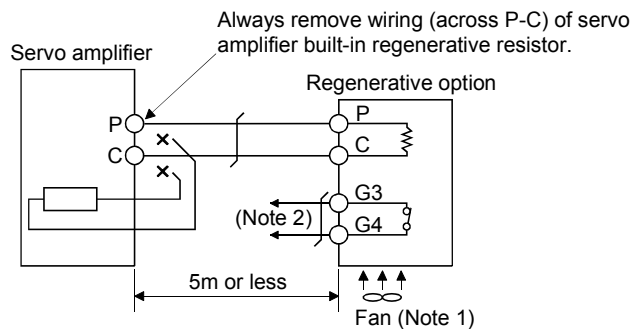 Always remove wiring (across P-C) of servo
amplifier built-in regenerative resistor.
Servo amplifier
Regenerative option
P
P
C
C
G3
(Note 2)
G4
5m or less
Fan (Note 1)